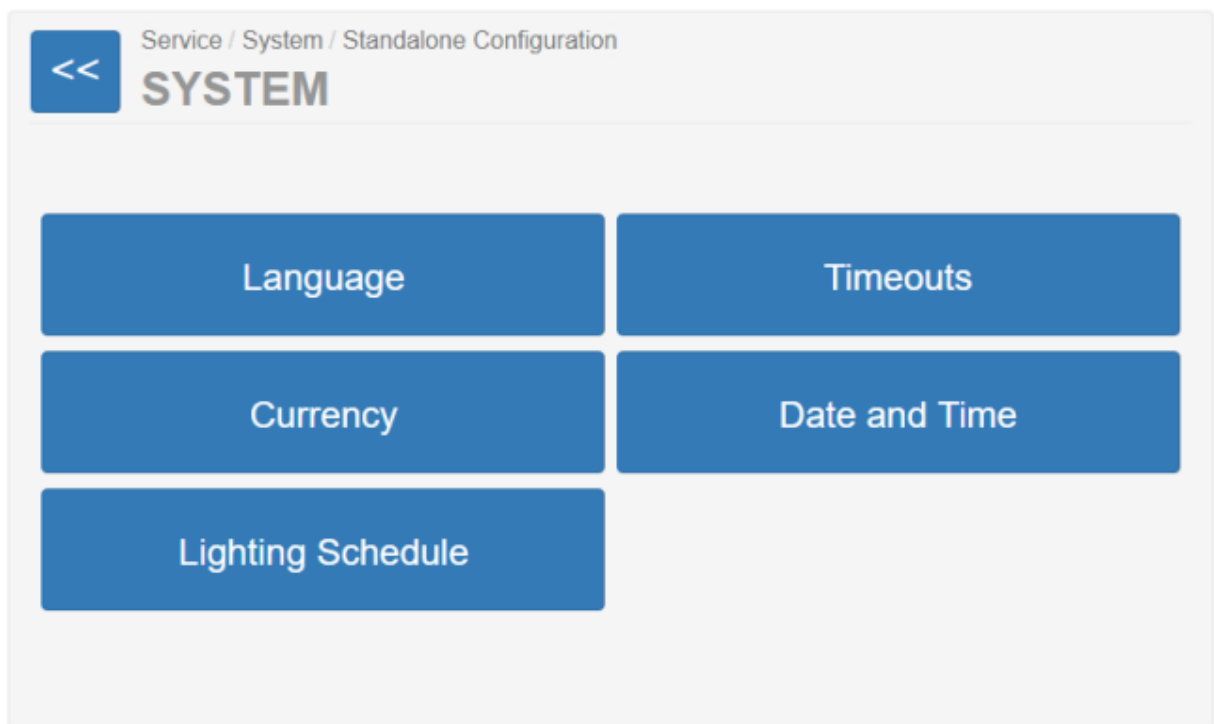 <<
Service / System / Standalone Configuration
SYSTEM
Language
Timeouts
Currency
Date and Time
Lighting Schedule